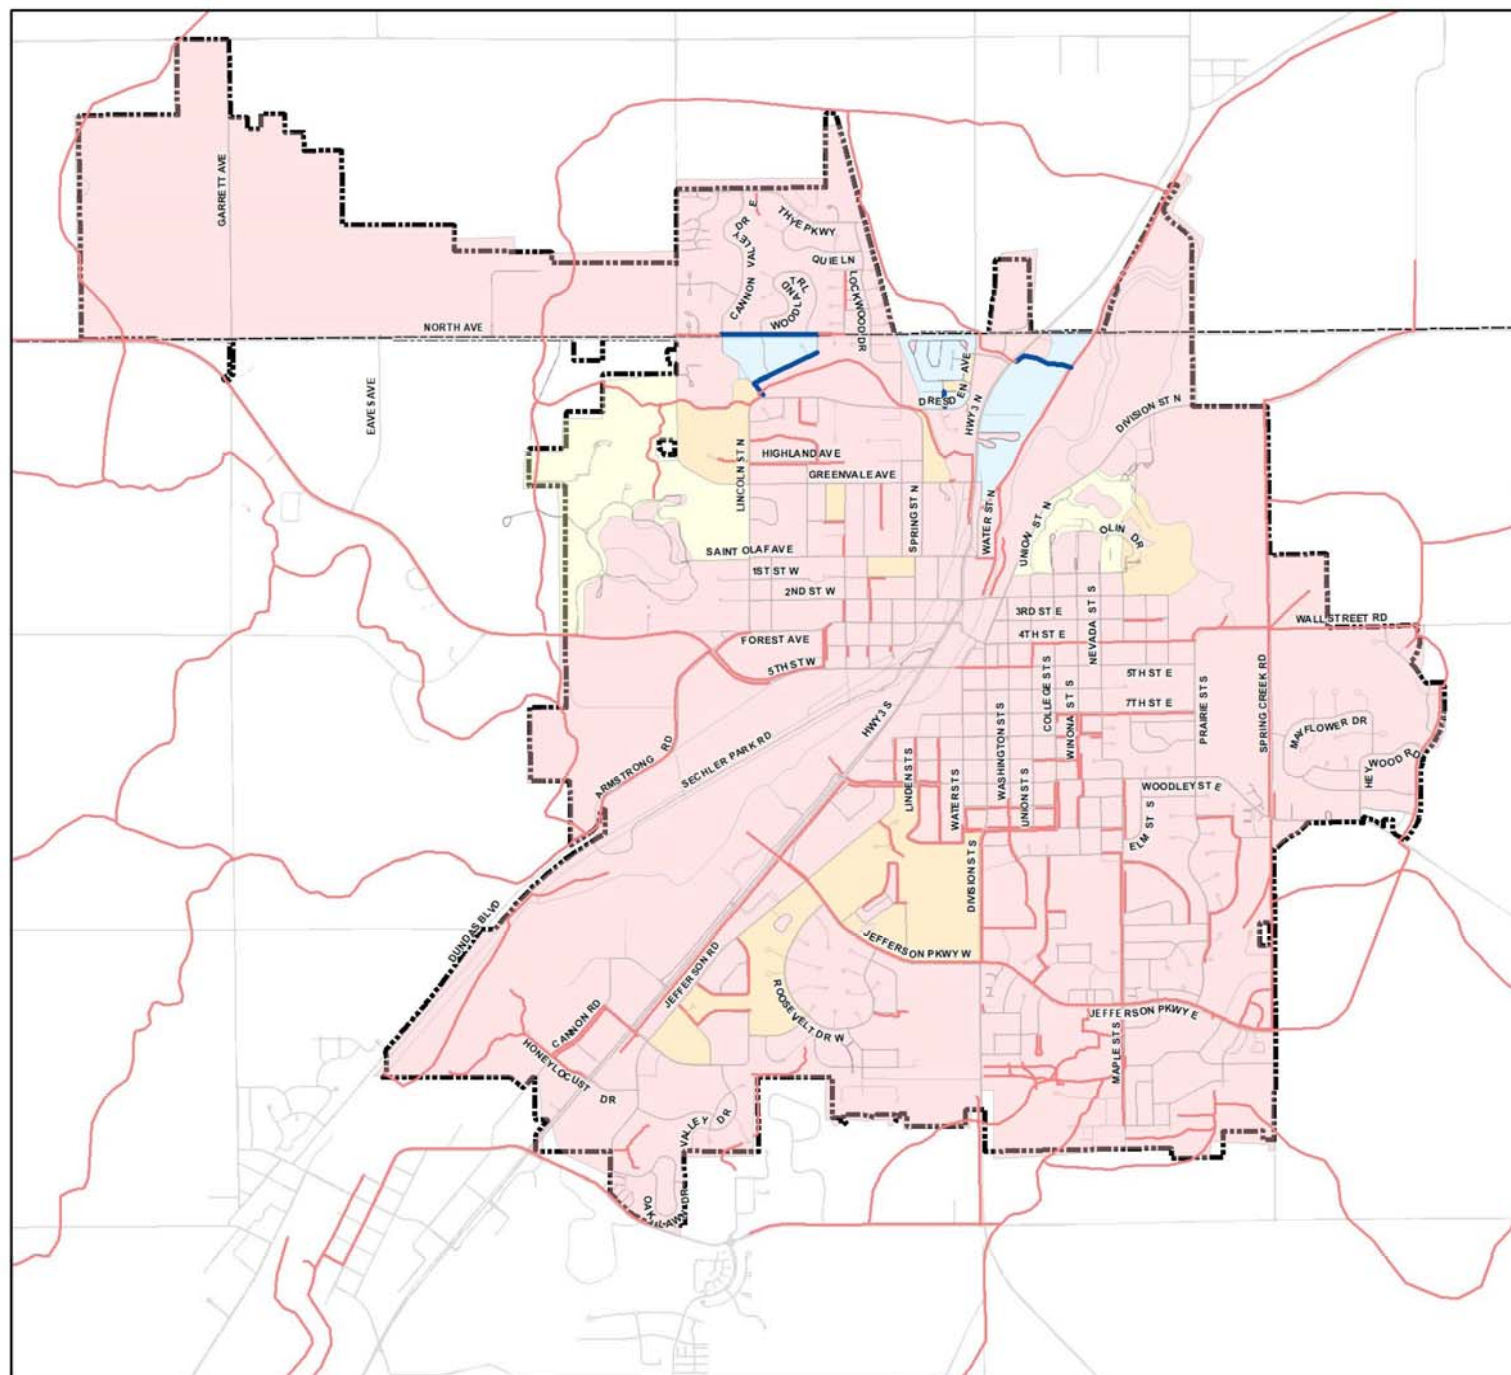 GARRETT AVE
THYE PKWY
CANNON VALLEY DR E
QUIE LN
WOODLAND TRL
LOCKWOOD DR
NORTH AVE
EAVES AVE
DRESDEN AVE
HWY 3 N
DIVISION ST N
LINCOLN ST N
HIGHLAND AVE
GREENVALE AVE
SPRING ST N
WATER ST N
UNION ST N
OLIN DR
SAINT OLAF AVE
1ST ST W
2ND ST W
3RD ST E
4TH ST E
NEVADA ST S
WALL STREET RD
FOREST AVE
5TH ST W
COLLEGE ST S
5TH ST E
7TH ST E
WINONA ST S
PRAIRIE ST S
SPRING CREEK RD
MAYFLOWER DR
HEYWOOD RD
HWY 3 S
ARMSTRONG RD
SECHLER PARK RD
LINDEN ST S
WATER ST S
WASHINGTON ST S
UNION ST S
WOODLEY ST E
ELM ST S
DIVISION ST S
DUNDAS BLVD
JEFFERSON PKWY W
JEFFERSON RD
ROOSEVELT DR W
CANNON RD
JEFFERSON PKWY E
HONEYLOCUST DR
MAPLE ST S
VALLEY DR
OAK LAWN DR